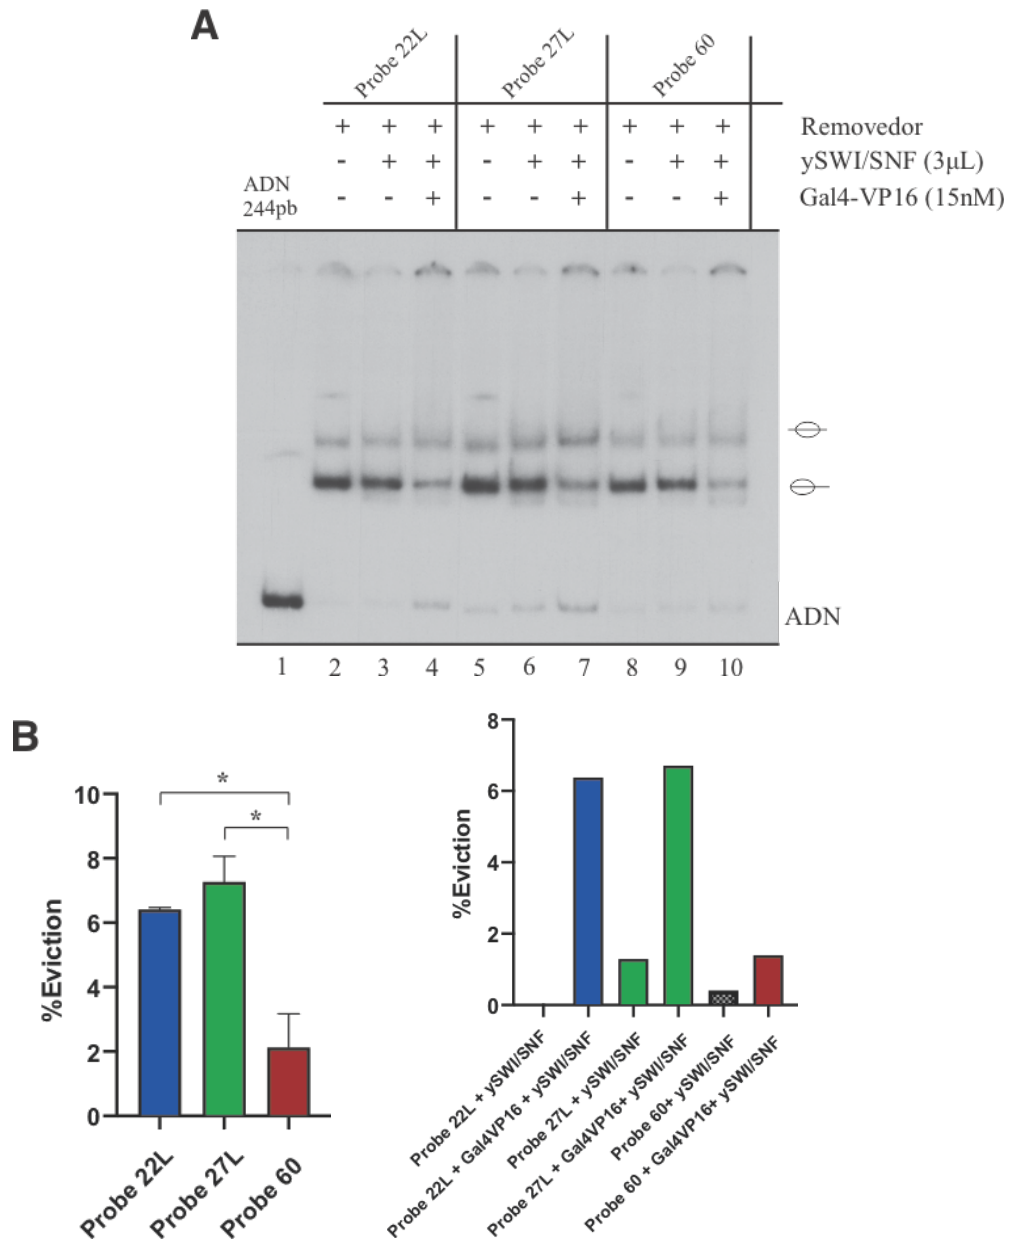 A
Probe 22L Probe 27L Probe 60
+ + + + + + + + + Removedor
- + + - + + - + + ySWI/SNF (3µL)
ADN
244pb
- - + - - + - - + Gal4-VP16 (15nM)
ADN
1 2 3 4 5 6 7 8 9 10
B
*
*
10
8
6
4
2
0
%Eviction
Probe 22L
Probe 27L
Probe 60
8
6
4
2
0
%Eviction
Probe 22L + ySWI/SNF
Probe 22L + Gal4VP16 + ySWI/SNF
Probe 27L + ySWI/SNF
Probe 27L + Gal4VP16+ ySWI/SNF
Probe 60+ ySWI/SNF
Probe 60 + Gal4VP16+ ySWI/SNF